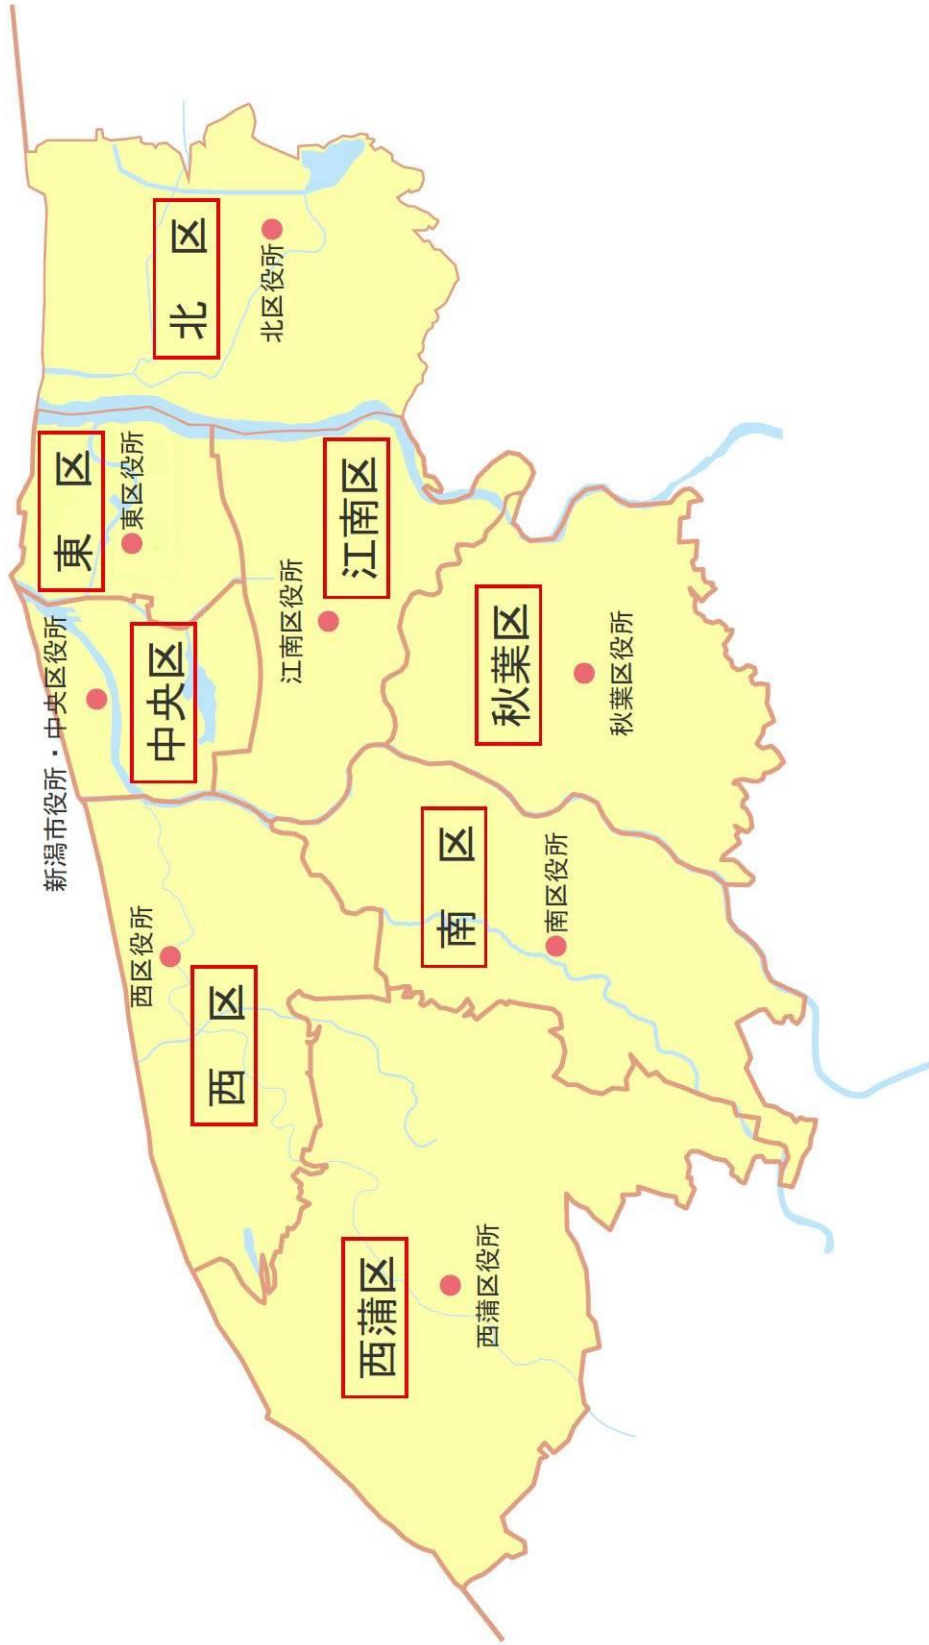 北　区
北区役所
東　区
東区役所
新潟市役所・中央区役所
中央区
江南区
江南区役所
秋葉区
秋葉区役所
南　区
南区役所
西区役所
西　区
西蒲区
西蒲区役所